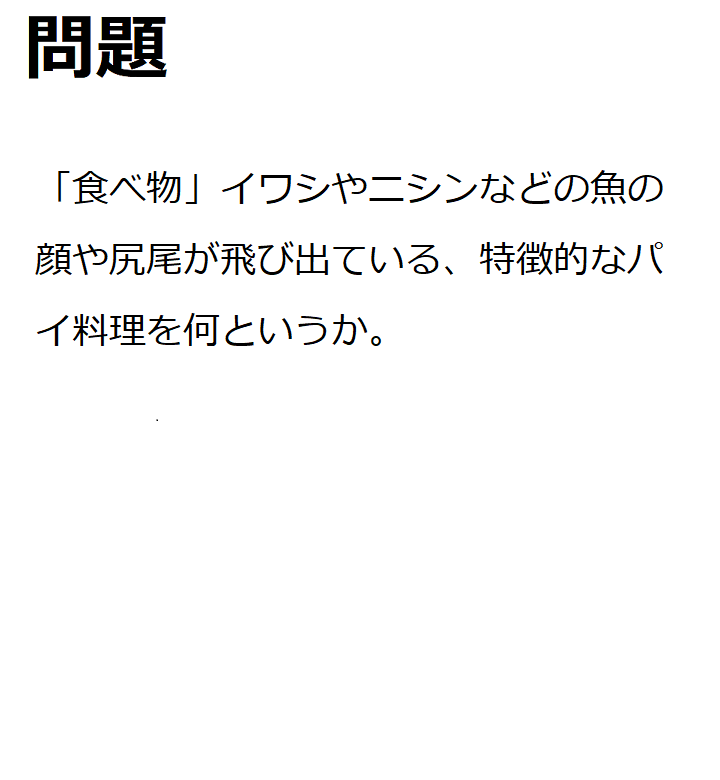 問題
「食べ物」イワシやニシンなどの魚の
顔や尻尾が飛び出ている、特徴的なパ
イ料理を何というか。